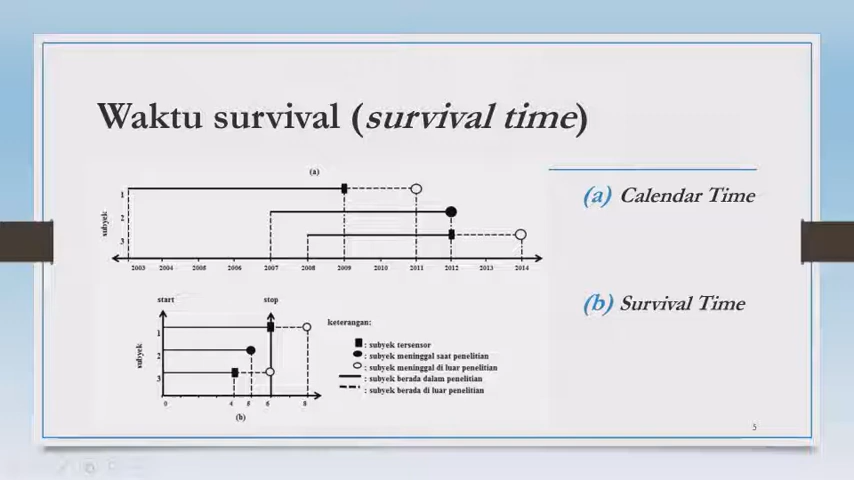 Waktu survival (survival time)
(a)
1
2
3
subyek
2003 2004 2005 2006 2007 2008 2009 2010 2011 2012 2013 2014
(a) Calendar Time
(b) Survival Time
start stop
1
2
3
subyek
0 4 5 6 8
(b)
keterangan:
: subyek tersensor
: subyek meninggal saat penelitian
: subyek meninggal di luar penelitian
: subyek berada dalam penelitian
: subyek berada di luar penelitian
5